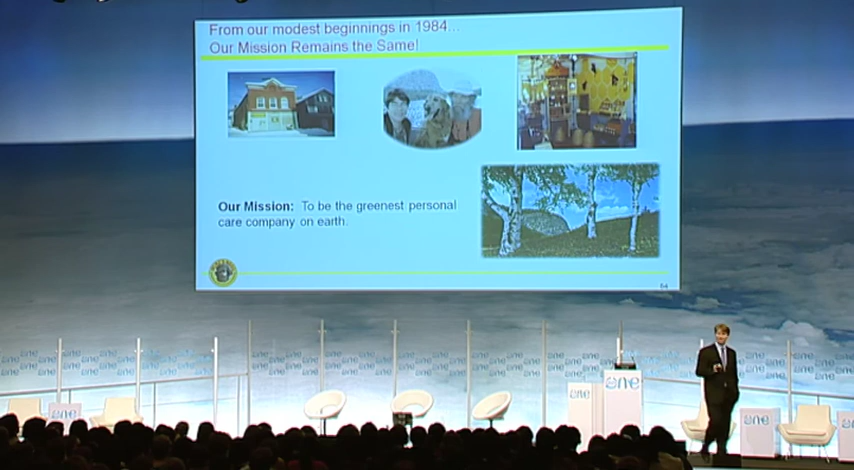 From our modest beginnings in 1984...
Our Mission Remains the Same!
Our Mission: To be the greenest personal
care company on earth.
64
one
one
one
one